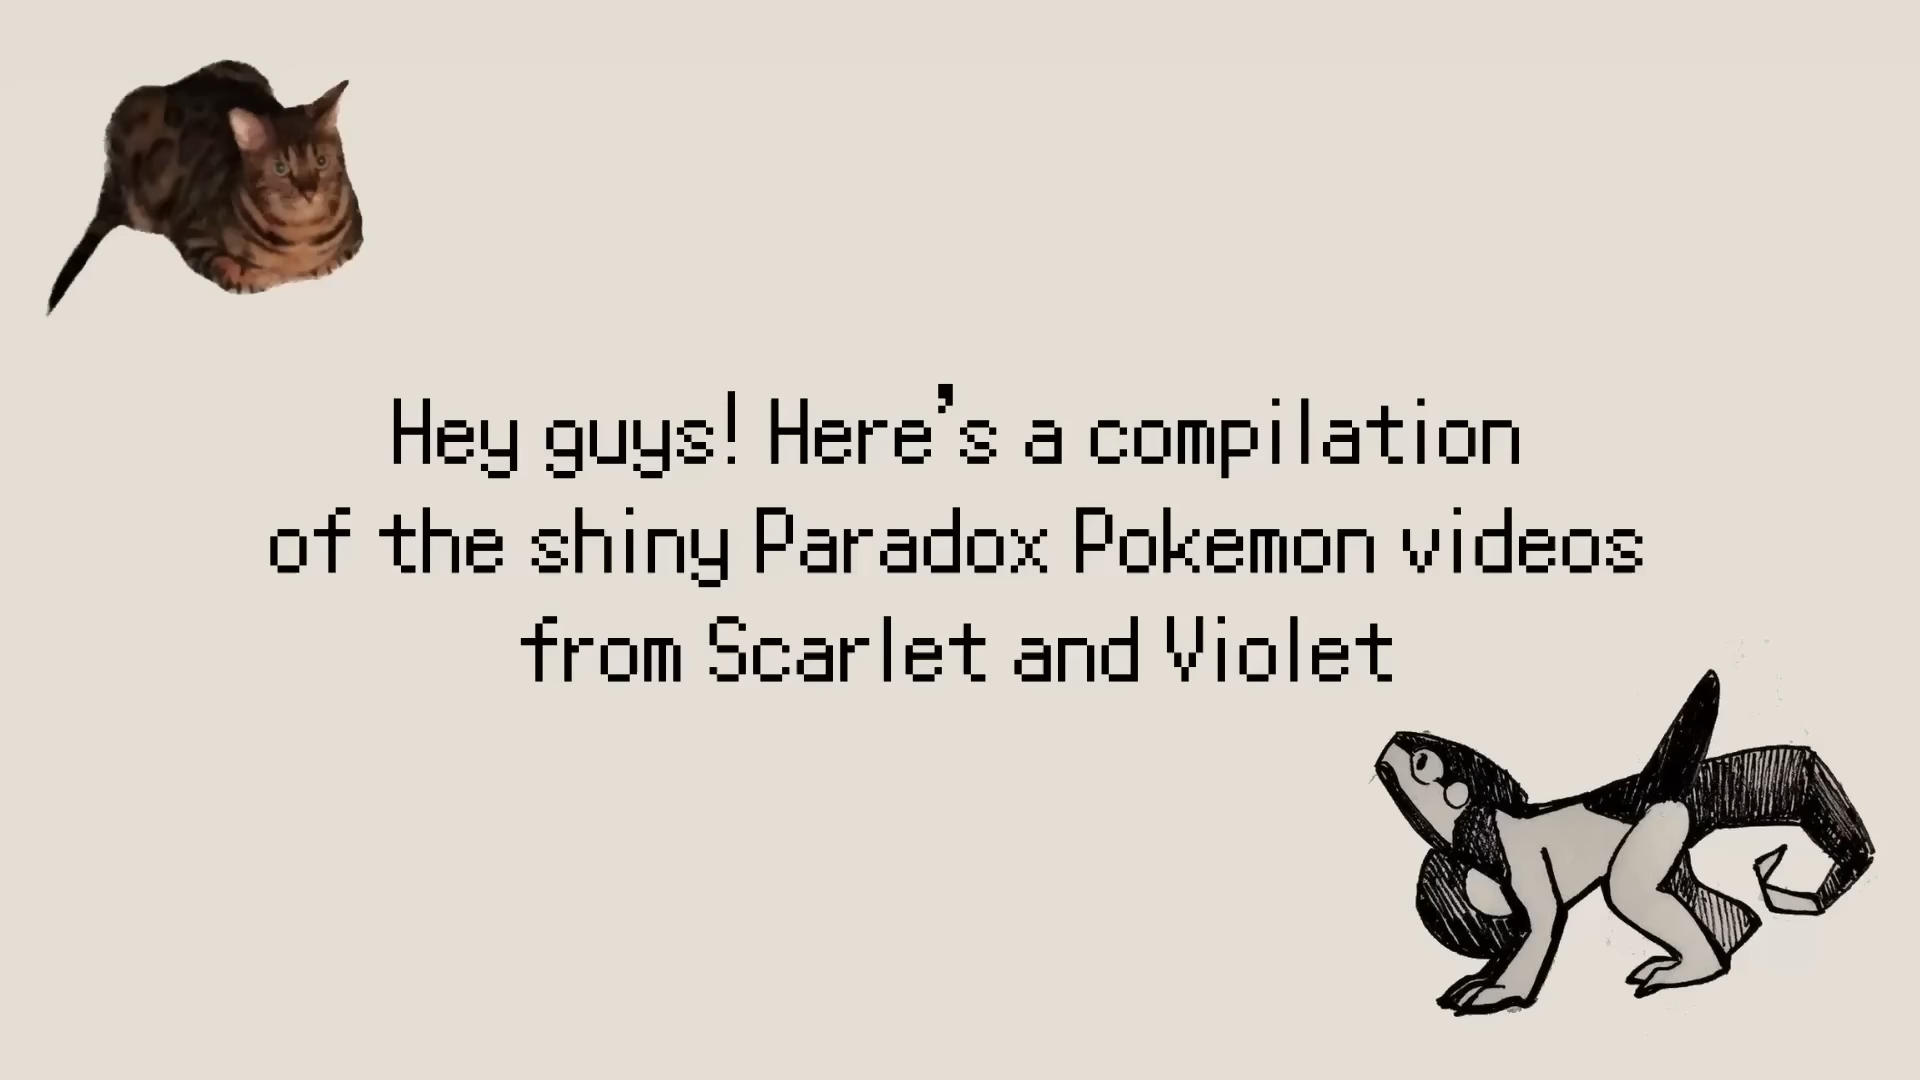 Hey guys! Here's a compilation
of the shiny Paradox Pokemon videos
from Scarlet and Violet